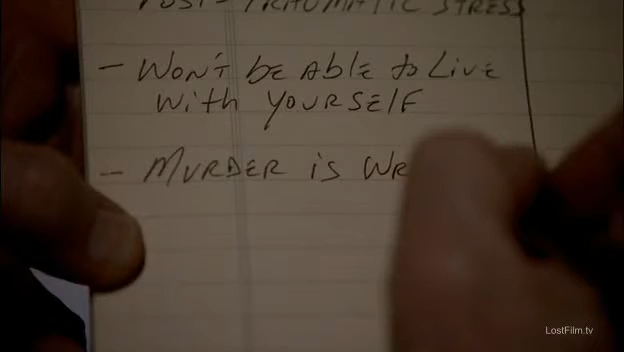 POST-TRAUMATIC STRESS
- WON'T BE ABLE to LivE
With YOURSElF
- MURDER iS WR
LostFilm.tv